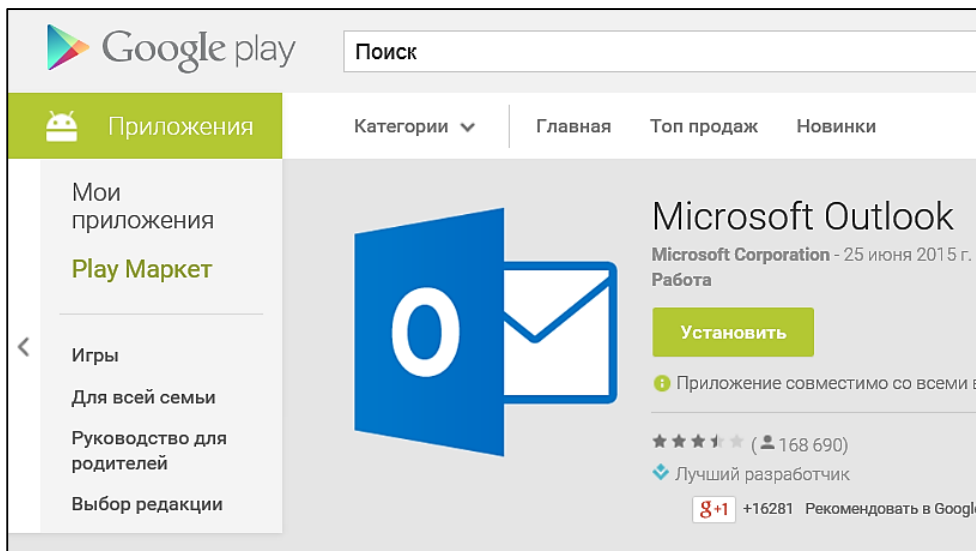 Google play
Поиск
Приложения
Категории
Главная
Топ продаж
Новинки
Мои
приложения
Play Маркет
Игры
Для всей семьи
Руководство для
родителей
Выбор редакции
O
Microsoft Outlook
Microsoft Corporation - 25 июня 2015 г.
Работа
Установить
Приложение совместимо со всеми
(168 690)
Лучший разработчик
g+1 +16281 Рекомендовать в Google